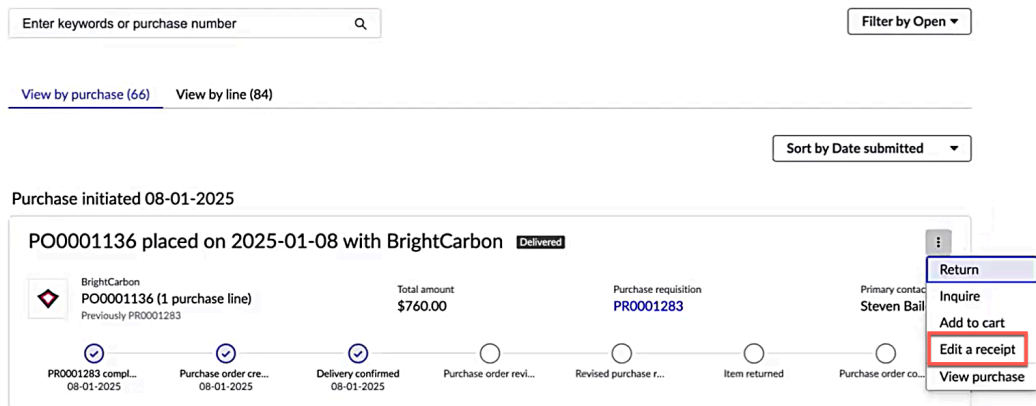 Enter keywords or purchase number
Filter by Open
View by purchase (66)
View by line (84)
Sort by Date submitted
Purchase initiated 08-01-2025
PO0001136 placed on 2025-01-08 with BrightCarbon Delivered
Return
Inquire
Add to cart
Edit a receipt
View purchase
BrightCarbon
PO0001136 (1 purchase line)
Previously PR0001283
Total amount
$760.00
Purchase requisition
PR0001283
Primary contac
Steven Bail
PR0001283 compl...
08-01-2025
Purchase order cre...
08-01-2025
Delivery confirmed
08-01-2025
Purchase order revi...
Revised purchase r...
Item returned
Purchase order co...